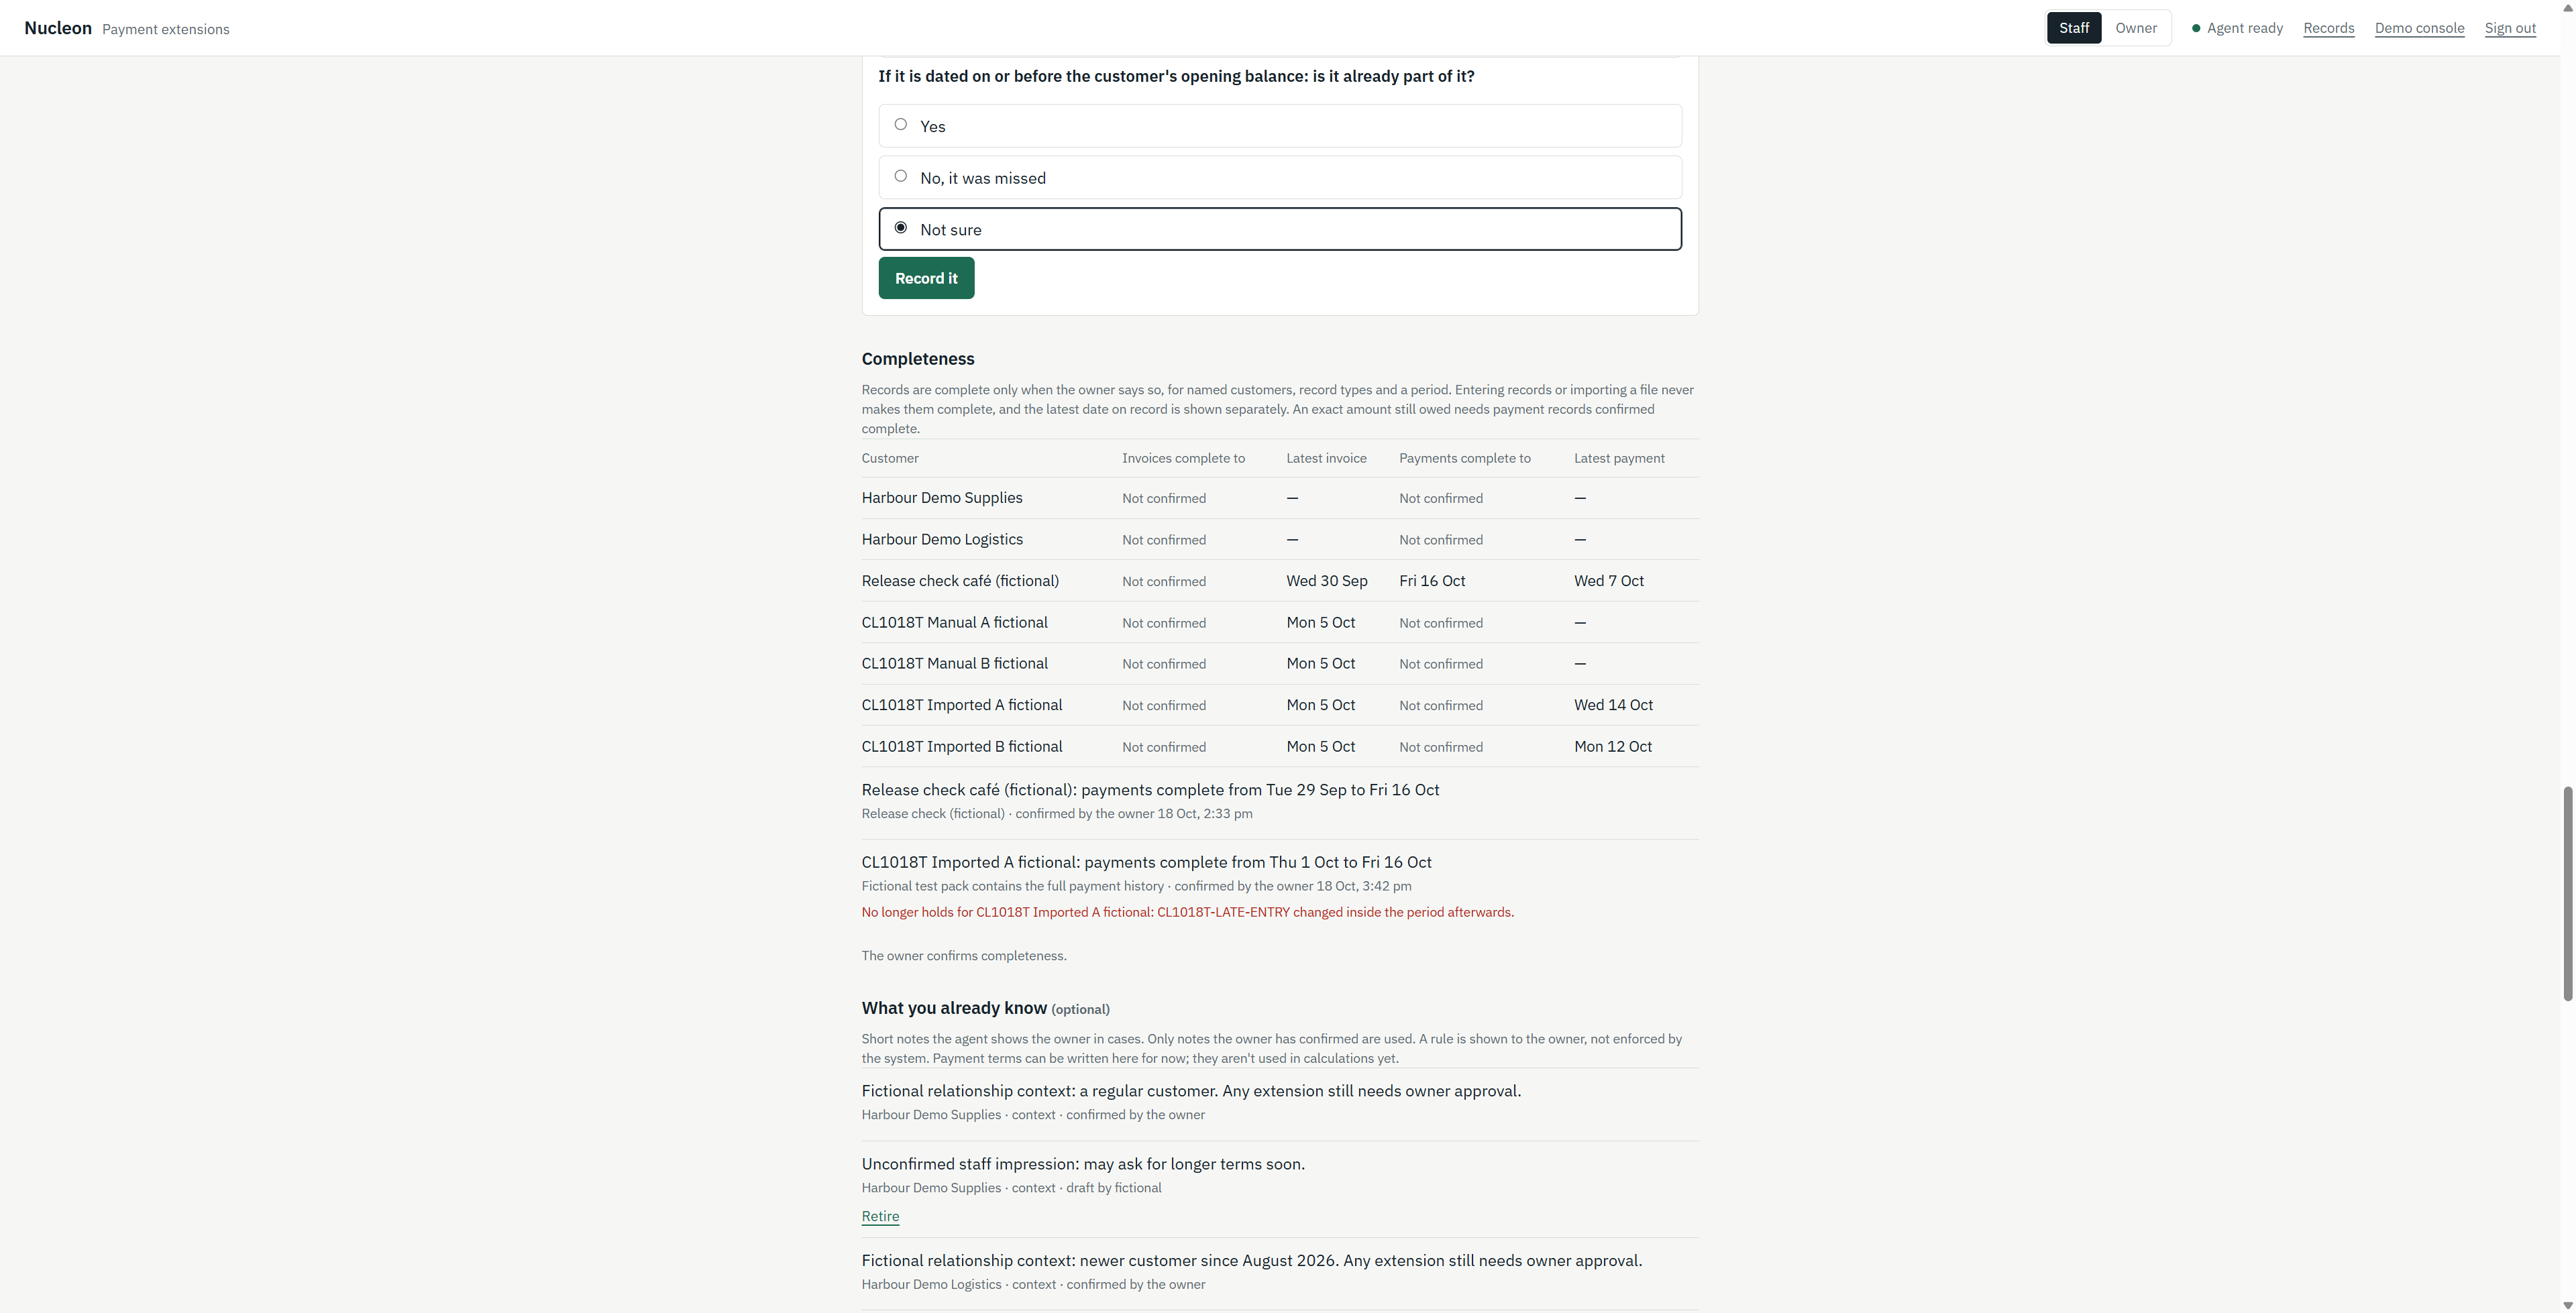 Nucleon Payment extensions Staff Owner Agent ready Records Demo console Sign out
If it is dated on or before the customer's opening balance: is it already part of it?
Yes
No, it was missed
Not sure
Record it
Completeness
Records are complete only when the owner says so, for named customers, record types and a period. Entering records or importing a file never
makes them complete, and the latest date on record is shown separately. An exact amount still owed needs payment records confirmed
complete.
Customer Invoices complete to Latest invoice Payments complete to Latest payment
Harbour Demo Supplies Not confirmed — Not confirmed —
Harbour Demo Logistics Not confirmed — Not confirmed —
Release check café (fictional) Not confirmed Wed 30 Sep Fri 16 Oct Wed 7 Oct
CL1018T Manual A fictional Not confirmed Mon 5 Oct Not confirmed —
CL1018T Manual B fictional Not confirmed Mon 5 Oct Not confirmed —
CL1018T Imported A fictional Not confirmed Mon 5 Oct Not confirmed Wed 14 Oct
CL1018T Imported B fictional Not confirmed Mon 5 Oct Not confirmed Mon 12 Oct
Release check café (fictional): payments complete from Tue 29 Sep to Fri 16 Oct
Release check (fictional) · confirmed by the owner 18 Oct, 2:33 pm
CL1018T Imported A fictional: payments complete from Thu 1 Oct to Fri 16 Oct
Fictional test pack contains the full payment history · confirmed by the owner 18 Oct, 3:42 pm
No longer holds for CL1018T Imported A fictional: CL1018T-LATE-ENTRY changed inside the period afterwards.
The owner confirms completeness.
What you already know (optional)
Short notes the agent shows the owner in cases. Only notes the owner has confirmed are used. A rule is shown to the owner, not enforced by
the system. Payment terms can be written here for now; they aren't used in calculations yet.
Fictional relationship context: a regular customer. Any extension still needs owner approval.
Harbour Demo Supplies · context · confirmed by the owner
Unconfirmed staff impression: may ask for longer terms soon.
Harbour Demo Supplies · context · draft by fictional
Retire
Fictional relationship context: newer customer since August 2026. Any extension still needs owner approval.
Harbour Demo Logistics · context · confirmed by the owner